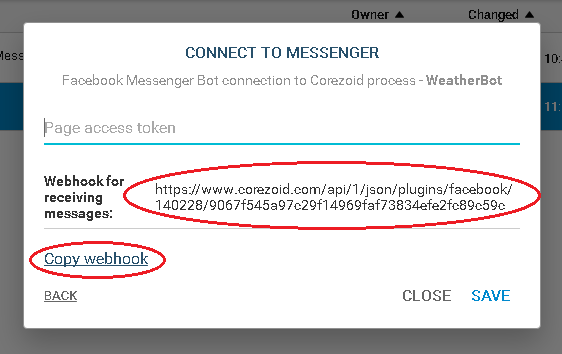 Owner ▲ Changed ▲
CONNECT TO MESSENGER
Mess
10:4
Facebook Messenger Bot connection to Corezoid process - WeatherBot
11:
Page access token
Webhook for receiving messages:
https://www.corezoid.com/api/1/json/plugins/facebook/
140228/9067f545a97c29f14969faf73834efe2fc89c59c
Copy webhook
BACK CLOSE SAVE